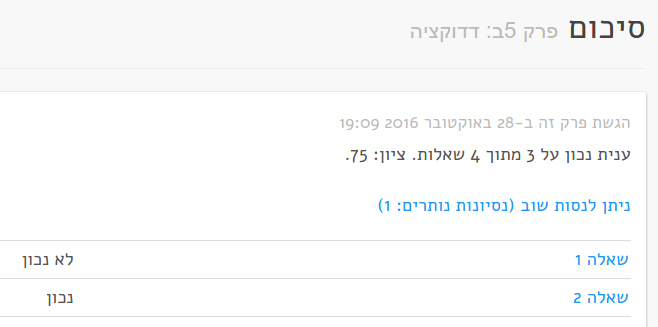 סיכום פרק 5ב: דדוקציה
הגשת פרק זה ב-28 באוקטובר 2016 19:09
ענית נכון על 3 מתוך 4 שאלות. ציון: 75.
ניתן לנסות שוב (נסיונות נותרים: 1)
שאלה 1 לא נכון
שאלה 2 נכון